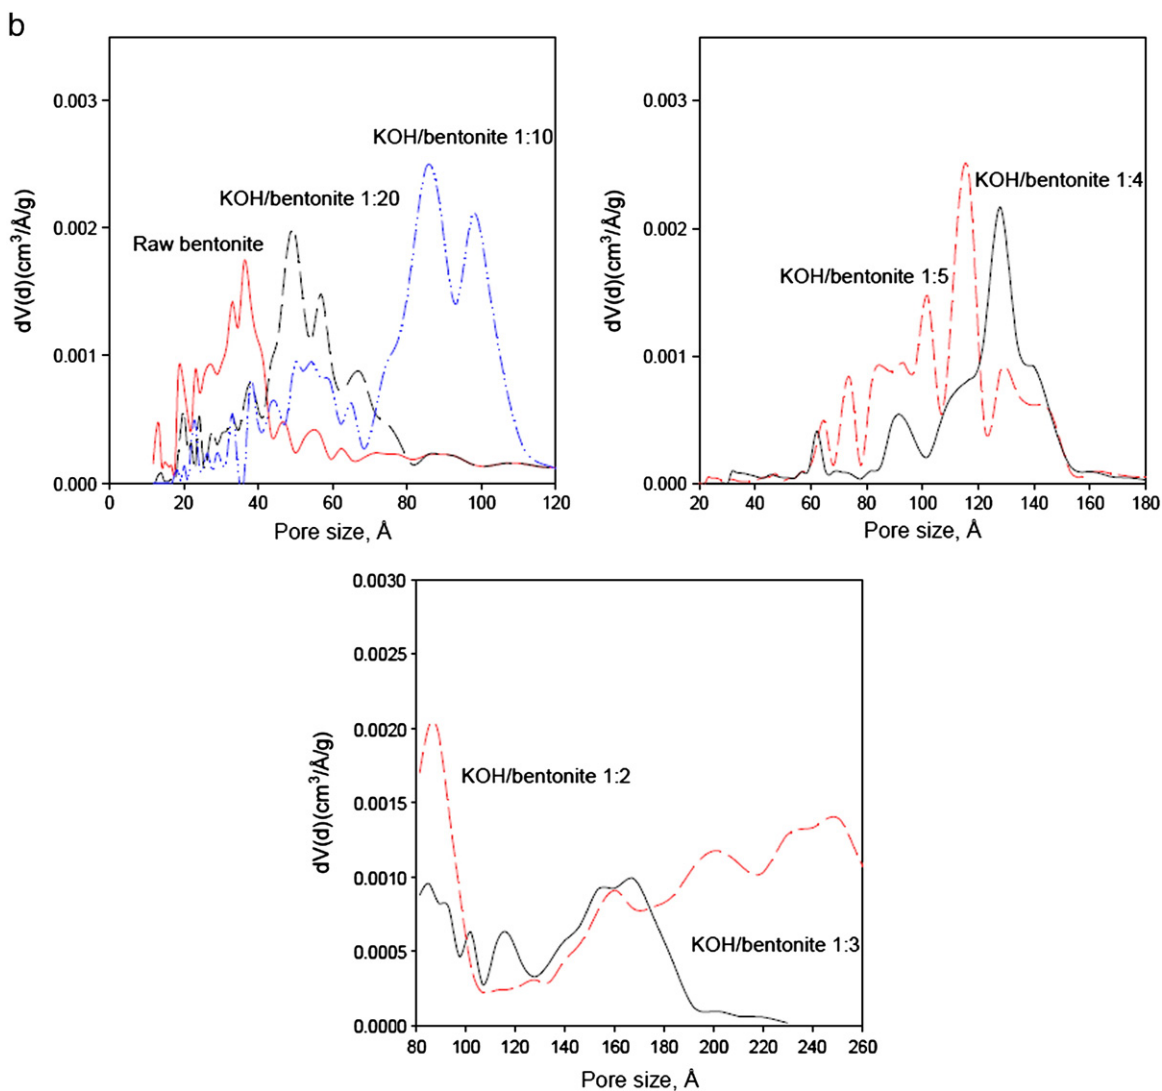 b
0.003
0.002
0.001
0.000
dV(d)(cm³/Å/g)
KOH/bentonite 1:10
KOH/bentonite 1:20
Raw bentonite
0 20 40 60 80 100 120
Pore size, Å
0.003
0.002
0.001
0.000
dV(d)(cm³/Å/g)
KOH/bentonite 1:4
KOH/bentonite 1:5
20 40 60 80 100 120 140 160 180
Pore size, Å
0.0030
0.0025
0.0020
0.0015
0.0010
0.0005
0.0000
dV(d)(cm³/Å/g)
KOH/bentonite 1:2
KOH/bentonite 1:3
80 100 120 140 160 180 200 220 240 260
Pore size, Å